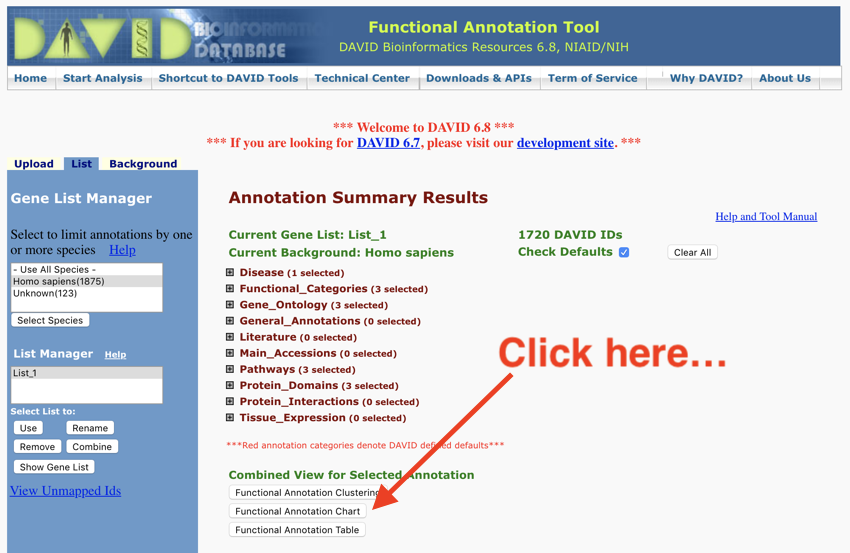 DAVID BIOINFORMATICS DATABASE
Functional Annotation Tool
DAVID Bioinformatics Resources 6.8, NIAID/NIH
Home Start Analysis Shortcut to DAVID Tools Technical Center Downloads & APIs Term of Service Why DAVID? About Us
*** Welcome to DAVID 6.8 ***
*** If you are looking for DAVID 6.7, please visit our development site. ***
Upload List Background
Gene List Manager
Select to limit annotations by one
or more species Help
- Use All Species -
Homo sapiens(1875)
Unknown(123)
Select Species
List Manager Help
List_1
Select List to:
Use Rename
Remove Combine
Show Gene List
View Unmapped Ids
Annotation Summary Results
Help and Tool Manual
Current Gene List: List_1 1720 DAVID IDs
Current Background: Homo sapiens Check Defaults Clear All
Disease (1 selected)
Functional_Categories (3 selected)
Gene_Ontology (3 selected)
General_Annotations (0 selected)
Literature (0 selected)
Main_Accessions (0 selected)
Pathways (3 selected)
Protein_Domains (3 selected)
Protein_Interactions (0 selected)
Tissue_Expression (0 selected)
Click here...
***Red annotation categories denote DAVID defined defaults***
Combined View for Selected Annotation
Functional Annotation Clustering
Functional Annotation Chart
Functional Annotation Table